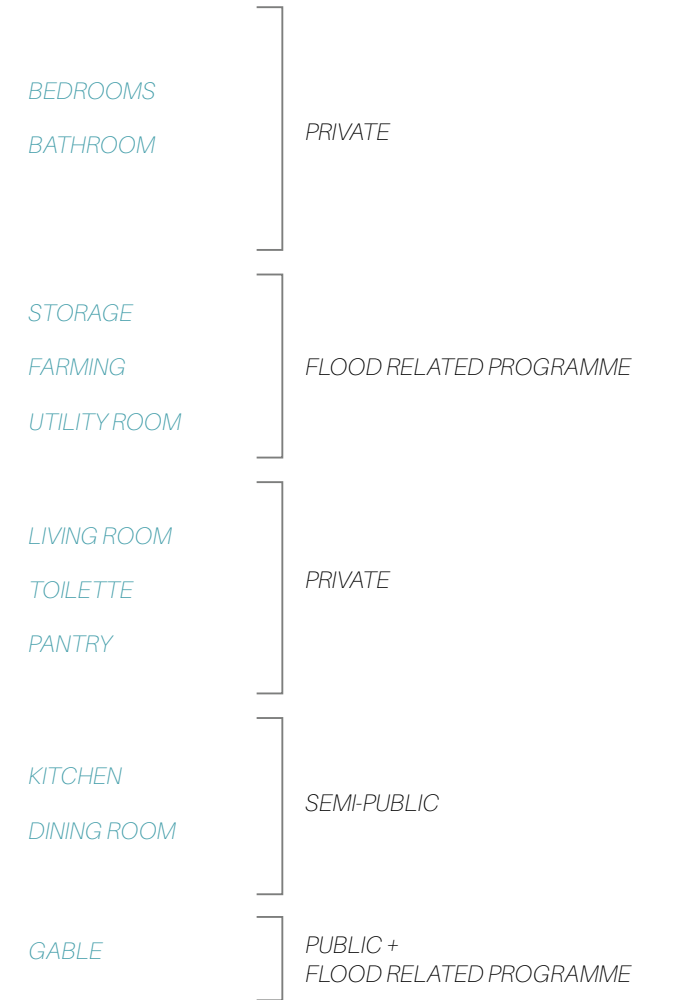 BEDROOMS
BATHROOM
PRIVATE
STORAGE
FARMING
UTILITY ROOM
FLOOD RELATED PROGRAMME
LIVING ROOM
TOILETTE
PANTRY
PRIVATE
KITCHEN
DINING ROOM
SEMI-PUBLIC
GABLE
PUBLIC +
FLOOD RELATED PROGRAMME